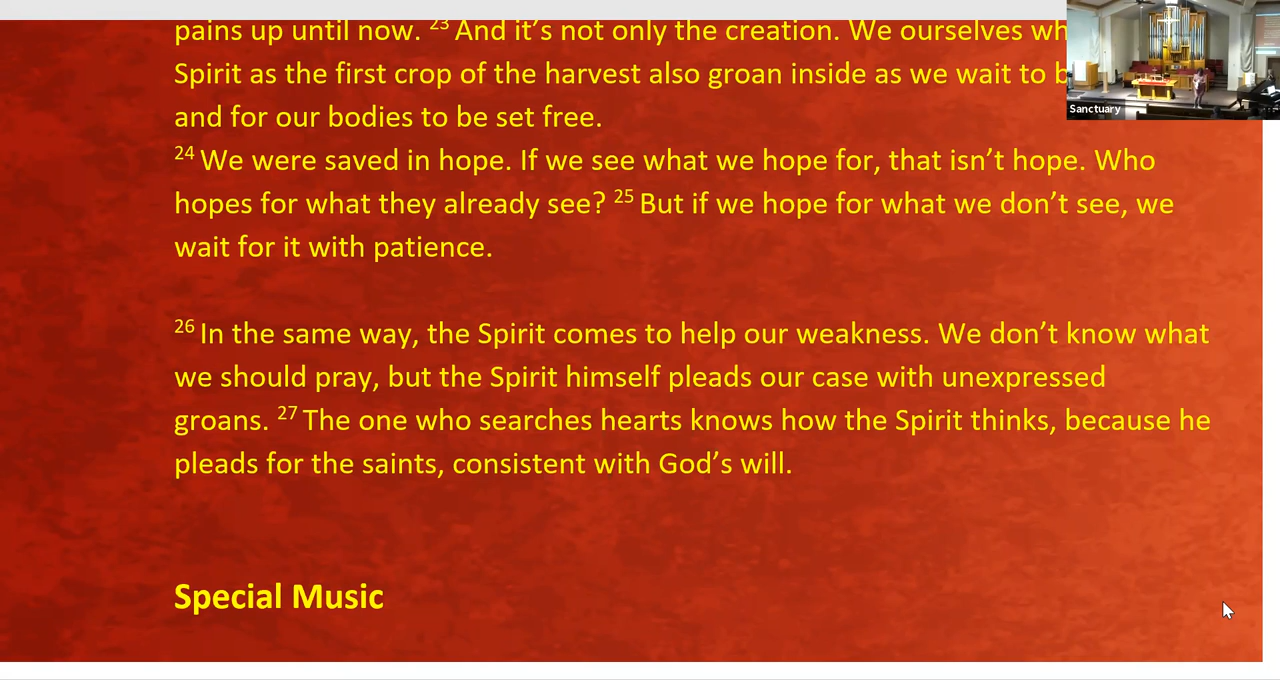 pains up until now. 23 And it’s not only the creation. We ourselves wh
Spirit as the first crop of the harvest also groan inside as we wait to b
and for our bodies to be set free.
24 We were saved in hope. If we see what we hope for, that isn’t hope. Who
hopes for what they already see? 25 But if we hope for what we don’t see, we
wait for it with patience.
26 In the same way, the Spirit comes to help our weakness. We don’t know what
we should pray, but the Spirit himself pleads our case with unexpressed
groans. 27 The one who searches hearts knows how the Spirit thinks, because he
pleads for the saints, consistent with God’s will.
Special Music
Sanctuary